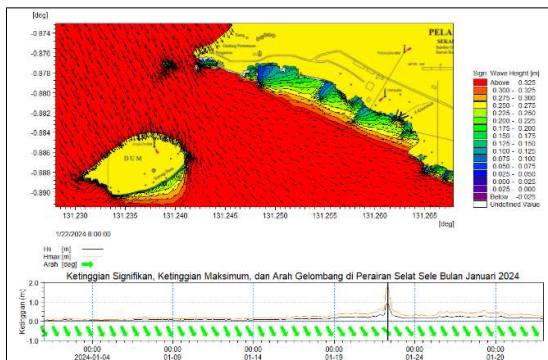 [deg]
-0.874
-0.876
-0.878
-0.880
-0.882
-0.884
-0.886
-0.888
-0.890
PELA
SEKA
DUM
131.230 131.235 131.240 131.245 131.250 131.255 131.260 131.265
[deg]
1/22/2024 8:00:00
Sign. Wave Height [m]
Above 0.325
0.300 - 0.325
0.275 - 0.300
0.250 - 0.275
0.225 - 0.250
0.200 - 0.225
0.175 - 0.200
0.150 - 0.175
0.125 - 0.150
0.100 - 0.125
0.075 - 0.100
0.050 - 0.075
0.025 - 0.050
0.000 - 0.025
-0.025 - 0.000
Below -0.025
Undefined Value
Hs [m]
Hmax [m]
Arah [deg]
Ketinggian Signifikan, Ketinggian Maksimum, dan Arah Gelombang di Perairan Selat Sele Bulan Januari 2024
Ketinggian (m)
2.0
1.0
0.0
-1.0
00:00 00:00 00:00 00:00 00:00 00:00
2024-01-04 01-09 01-14 01-19 01-24 01-29